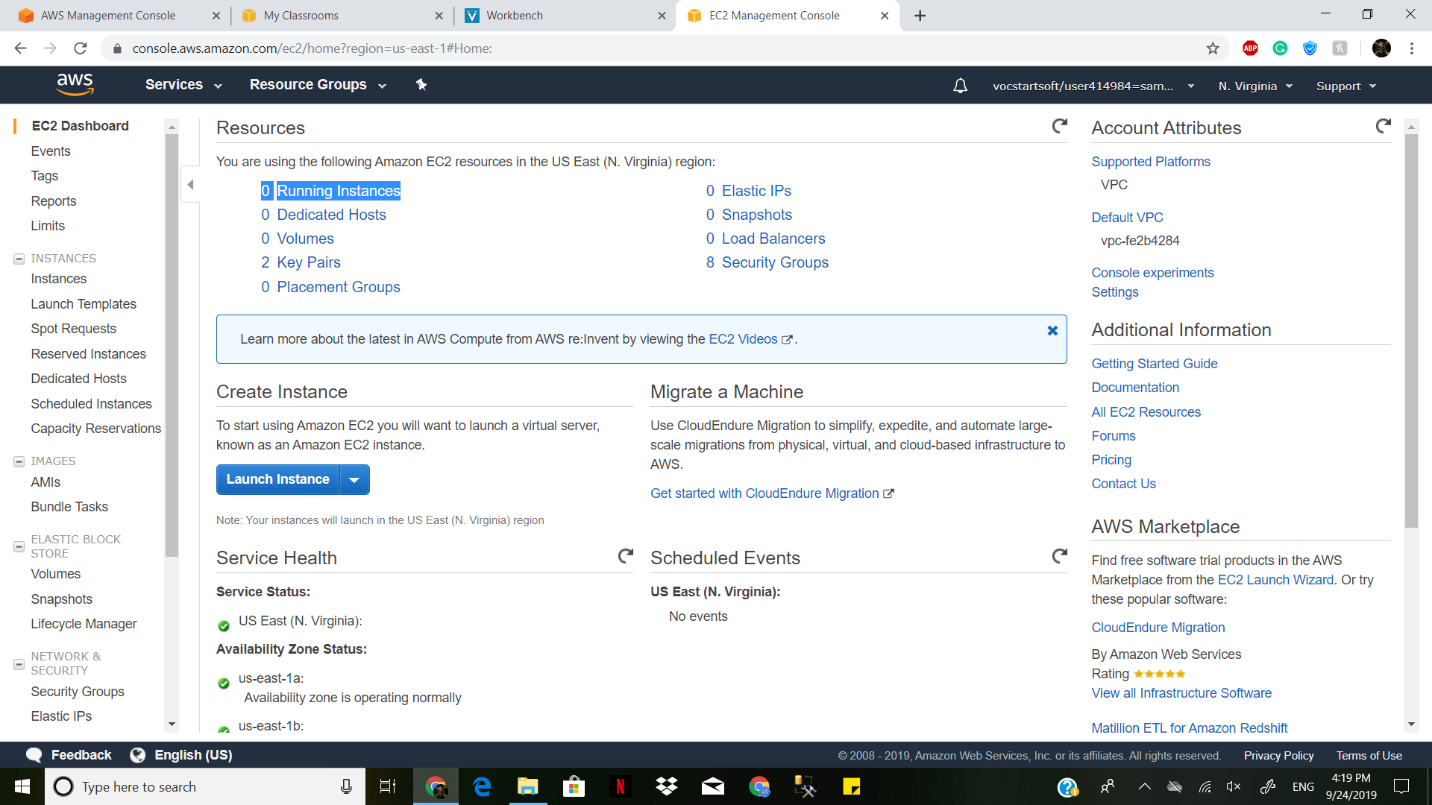 AWS Management Console
My Classrooms
Workbench
EC2 Management Console
console.aws.amazon.com/ec2/home?region=us-east-1#Home:
ABP
aws
Services
Resource Groups
vocstartsoft/user414984=sam...
N. Virginia
Support
EC2 Dashboard
Events
Tags
Reports
Limits
INSTANCES
Instances
Launch Templates
Spot Requests
Reserved Instances
Dedicated Hosts
Scheduled Instances
Capacity Reservations
IMAGES
AMIs
Bundle Tasks
ELASTIC BLOCK
STORE
Volumes
Snapshots
Lifecycle Manager
NETWORK &
SECURITY
Security Groups
Elastic IPs
Resources
You are using the following Amazon EC2 resources in the US East (N. Virginia) region:
0 Running Instances
0 Dedicated Hosts
0 Volumes
2 Key Pairs
0 Placement Groups
0 Elastic IPs
0 Snapshots
0 Load Balancers
8 Security Groups
Learn more about the latest in AWS Compute from AWS re:Invent by viewing the EC2 Videos.
Create Instance
To start using Amazon EC2 you will want to launch a virtual server,
known as an Amazon EC2 instance.
Launch Instance
Note: Your instances will launch in the US East (N. Virginia) region
Migrate a Machine
Use CloudEndure Migration to simplify, expedite, and automate large-
scale migrations from physical, virtual, and cloud-based infrastructure to
AWS.
Get started with CloudEndure Migration
Service Health
Service Status:
US East (N. Virginia):
Availability Zone Status:
us-east-1a:
Availability zone is operating normally
us-east-1b:
Scheduled Events
US East (N. Virginia):
No events
Account Attributes
Supported Platforms
VPC
Default VPC
vpc-fe2b4284
Console experiments
Settings
Additional Information
Getting Started Guide
Documentation
All EC2 Resources
Forums
Pricing
Contact Us
AWS Marketplace
Find free software trial products in the AWS
Marketplace from the EC2 Launch Wizard. Or try
these popular software:
CloudEndure Migration
By Amazon Web Services
Rating
View all Infrastructure Software
Matillion ETL for Amazon Redshift
Feedback
English (US)
© 2008 - 2019, Amazon Web Services, Inc. or its affiliates. All rights reserved.
Privacy Policy
Terms of Use
Type here to search
ENG
4:19 PM
9/24/2019